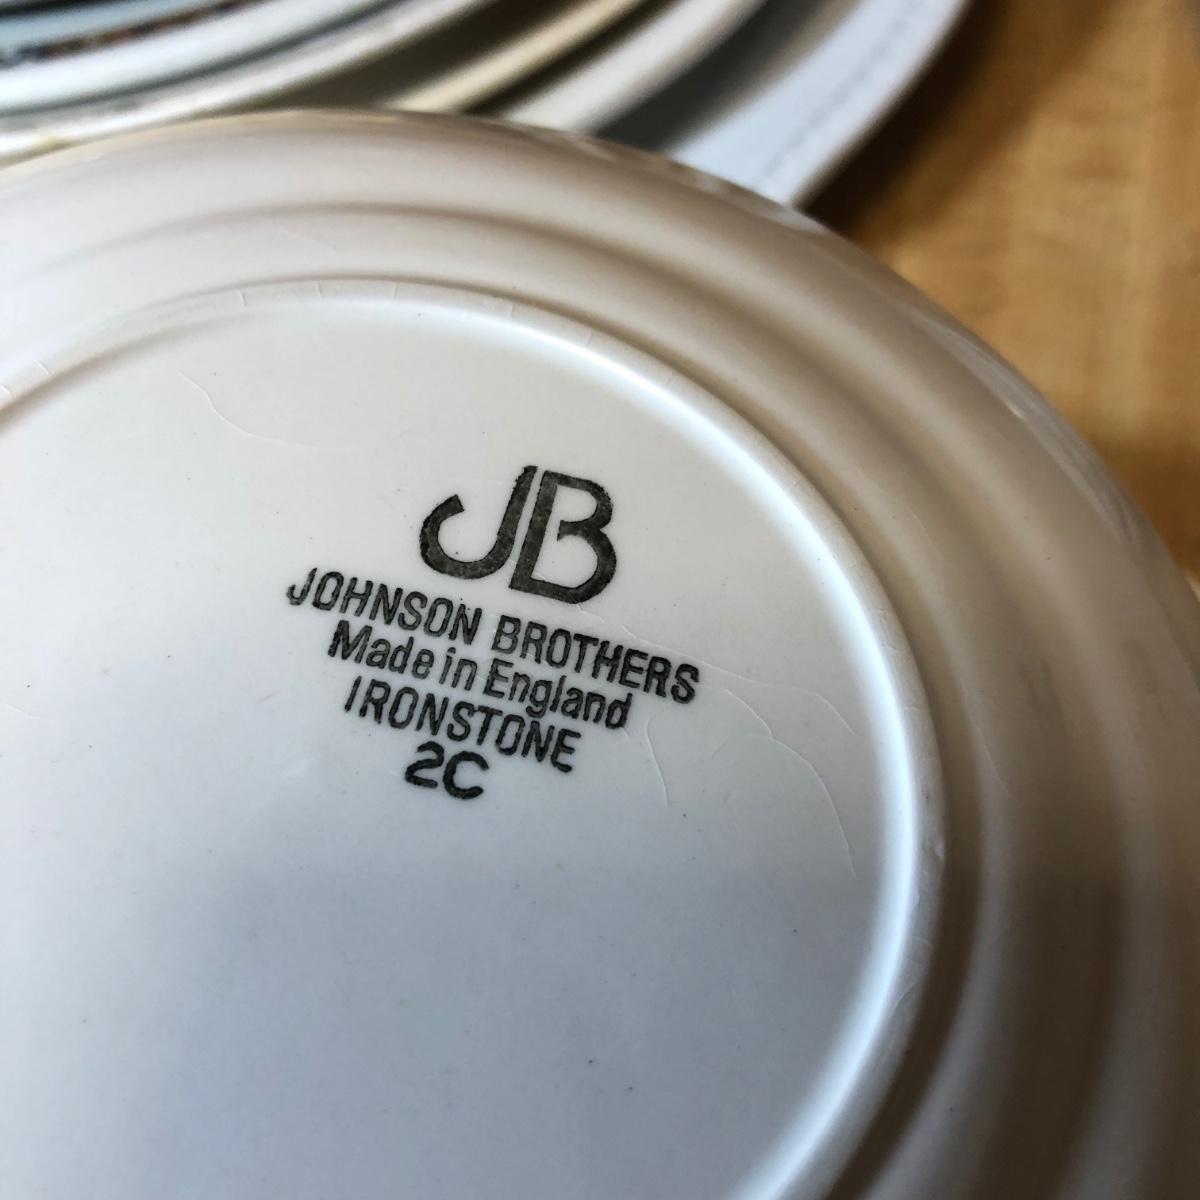 JB
JOHNSON BROTHERS
Made in England
IRONSTONE
2C